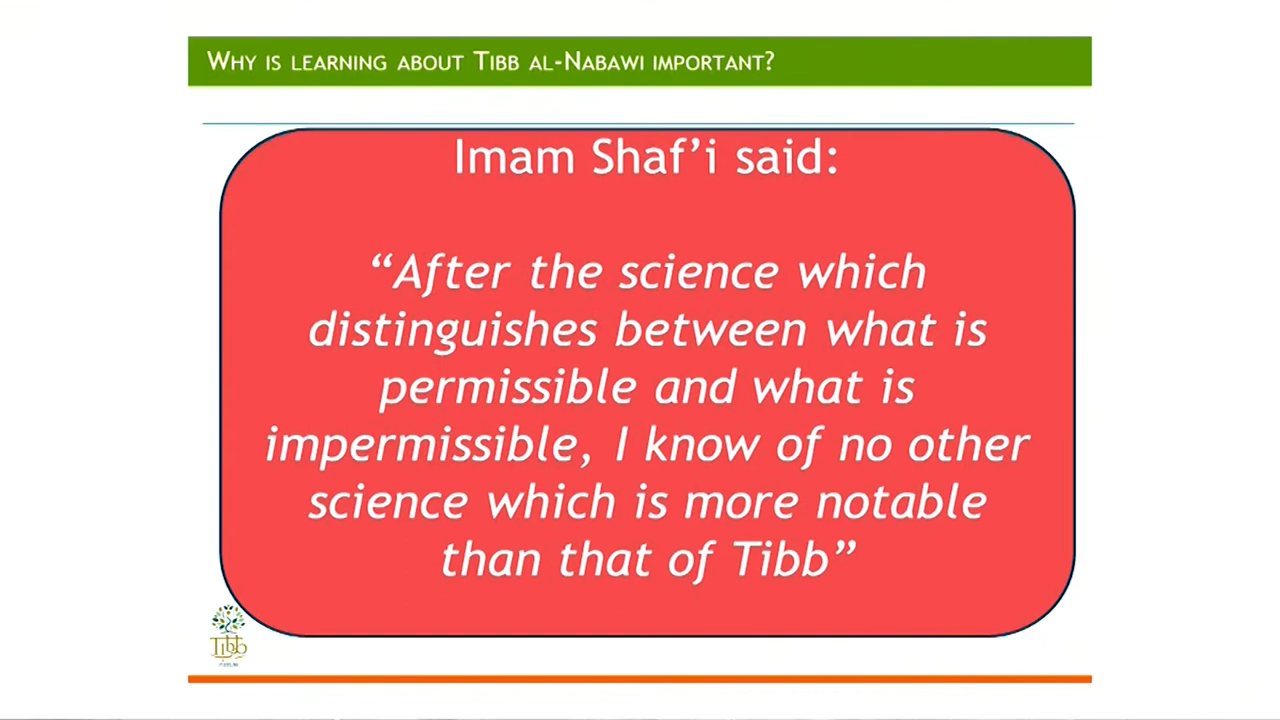 WHY IS LEARNING ABOUT TIBB AL-NABAWI IMPORTANT?
Imam Shaf’i said:
“After the science which
distinguishes between what is
permissible and what is
impermissible, I know of no other
science which is more notable
than that of Tibb”
Tibb